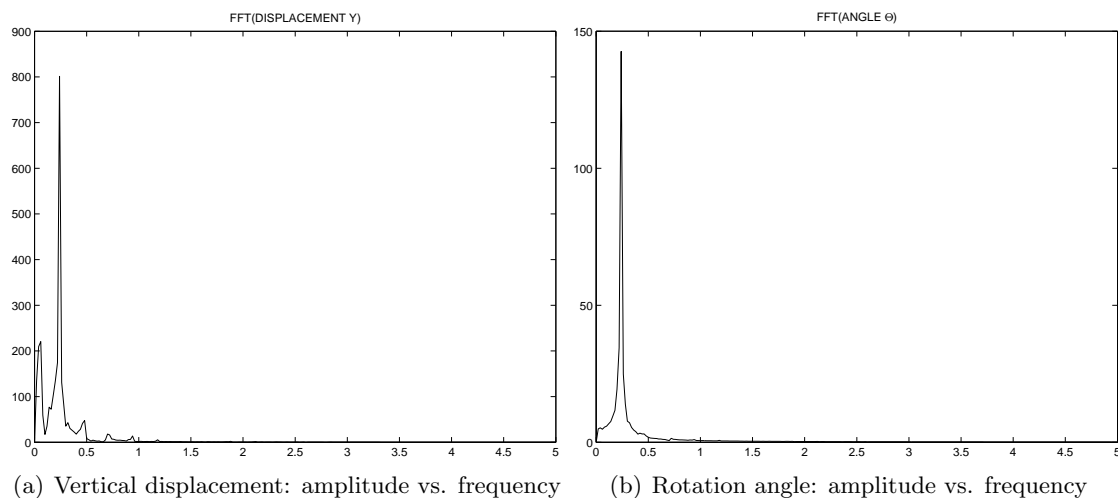 FFT(DISPLACEMENT Y)
900
800
700
600
500
400
300
200
100
0
0 0.5 1 1.5 2 2.5 3 3.5 4 4.5 5
(a) Vertical displacement: amplitude vs. frequency
FFT(ANGLE Θ)
150
100
50
0
0 0.5 1 1.5 2 2.5 3 3.5 4 4.5 5
(b) Rotation angle: amplitude vs. frequency